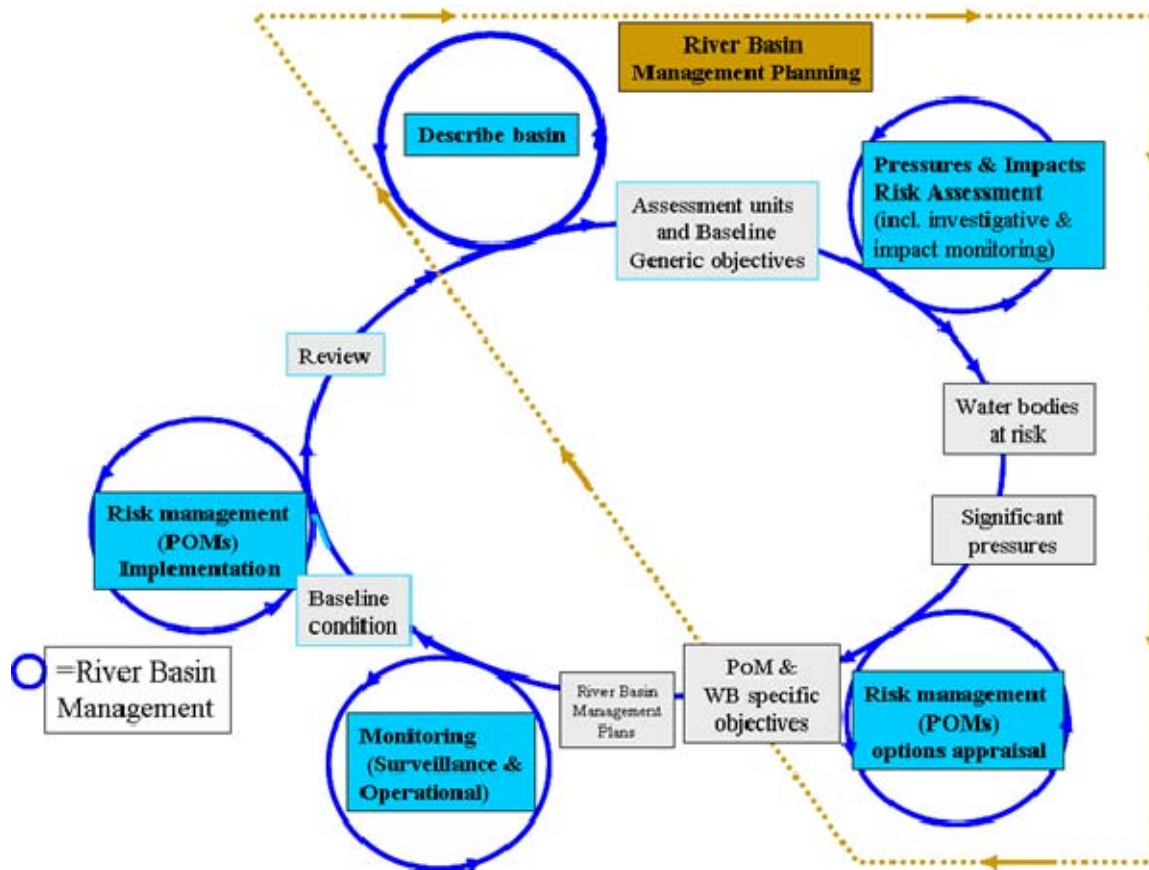 River Basin
Management Planning
Describe basin
Pressures & Impacts
Risk Assessment
(incl. investigative &
impact monitoring)
Assessment units
and Baseline
Generic objectives
Review
Water bodies
at risk
Significant
pressures
Risk management
(POMs)
Implementation
Baseline
condition
=River Basin
Management
Monitoring
(Surveillance &
Operational)
River Basin
Management
Plans
PoM &
WB specific
objectives
Risk management
(POMs)
options appraisal